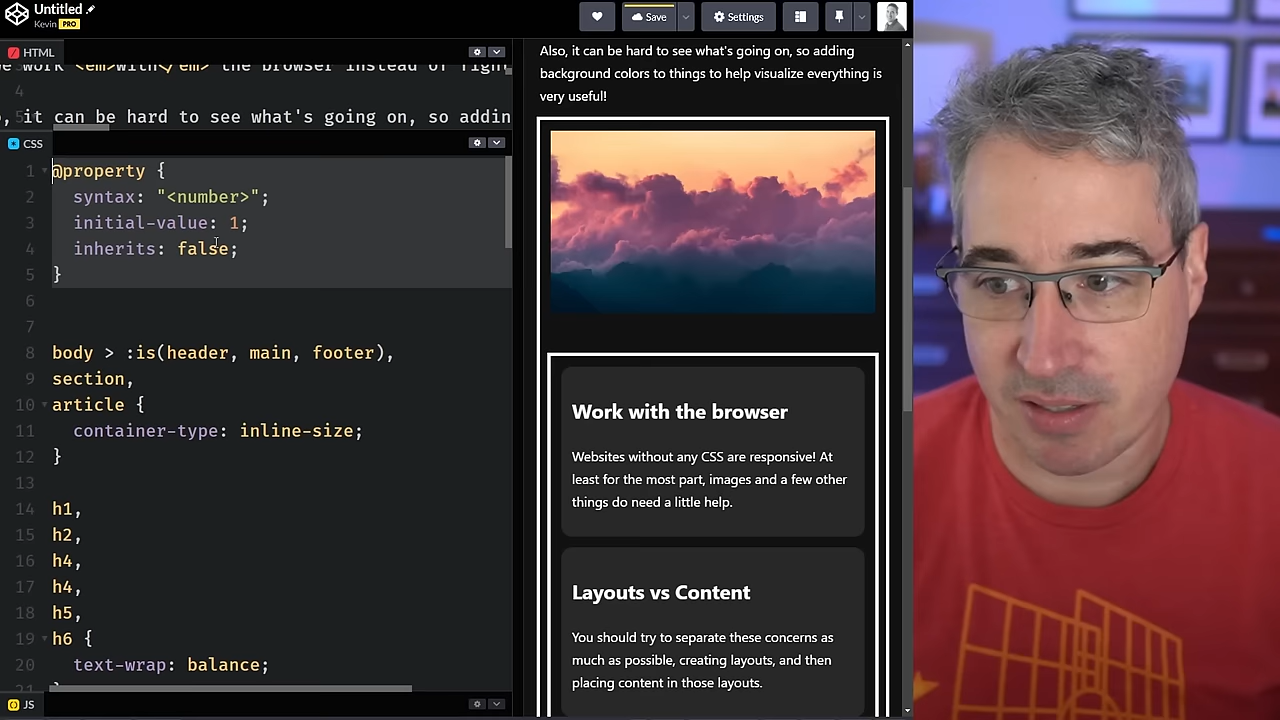 Untitled
Kevin PRO
Save
Settings
HTML
e work <em>with</em> the browser instead of figh
4
5
, it can be hard to see what's going on, so addin
CSS
1 @property {
2 syntax: "<number>";
3 initial-value: 1;
4 inherits: false;
5 }
6
7
8 body > :is(header, main, footer),
9 section,
10 article {
11 container-type: inline-size;
12 }
13
14 h1,
15 h2,
16 h4,
17 h4,
18 h5,
19 h6 {
20 text-wrap: balance;
21 }
JS
Also, it can be hard to see what's going on, so adding
background colors to things to help visualize everything is
very useful!
Work with the browser
Websites without any CSS are responsive! At
least for the most part, images and a few other
things do need a little help.
Layouts vs Content
You should try to separate these concerns as
much as possible, creating layouts, and then
placing content in those layouts.